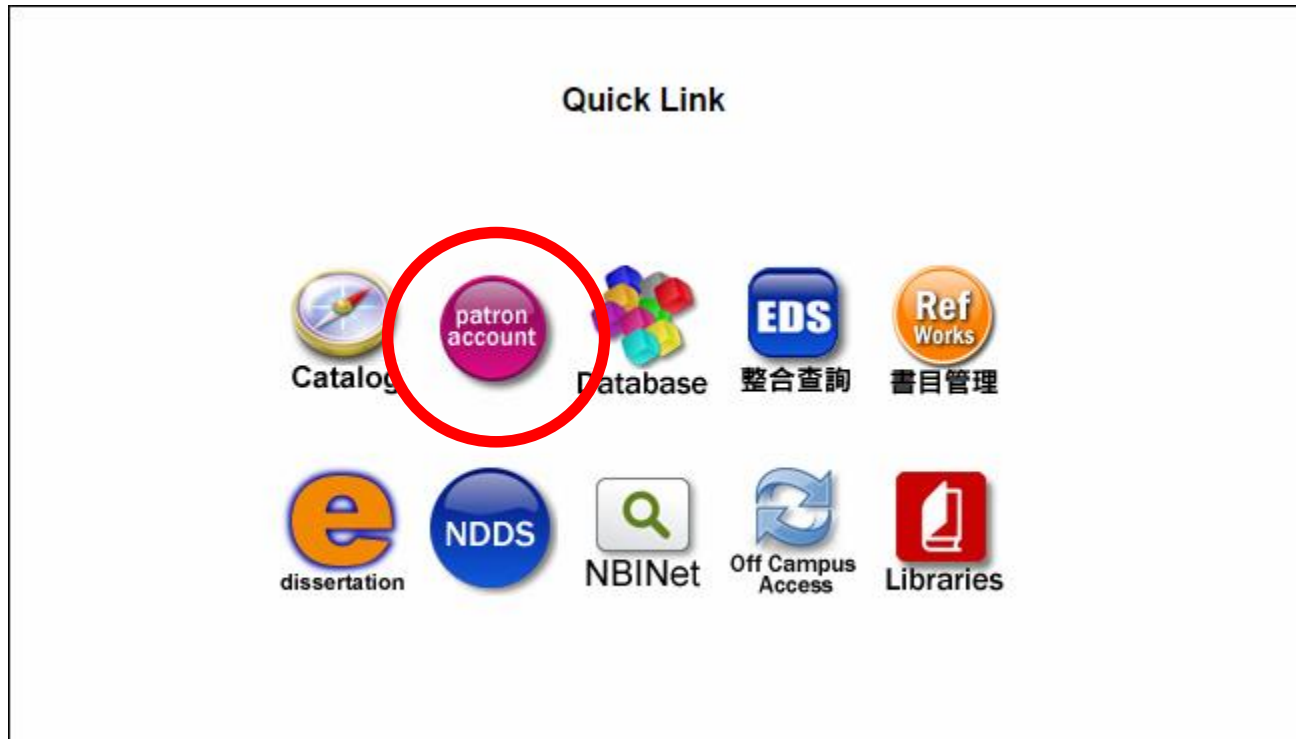 Quick Link
patron
account
EDS
Ref
Works
Catalog
Database
整合查詢
書目管理
e
dissertation
NDDS
NBINet
Off Campus
Access
Libraries